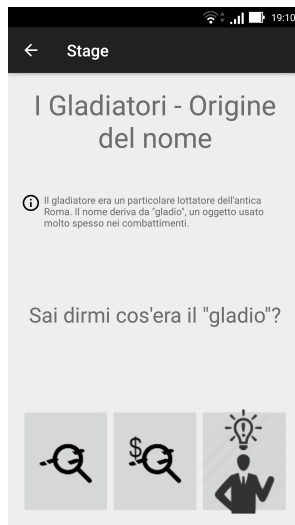 19:10
Stage
I Gladiatori - Origine
del nome
Il gladiatore era un particolare lottatore dell'antica
Roma. Il nome deriva da "gladio", un oggetto usato
molto spesso nei combattimenti.
Sai dirmi cos'era il "gladio"?
$